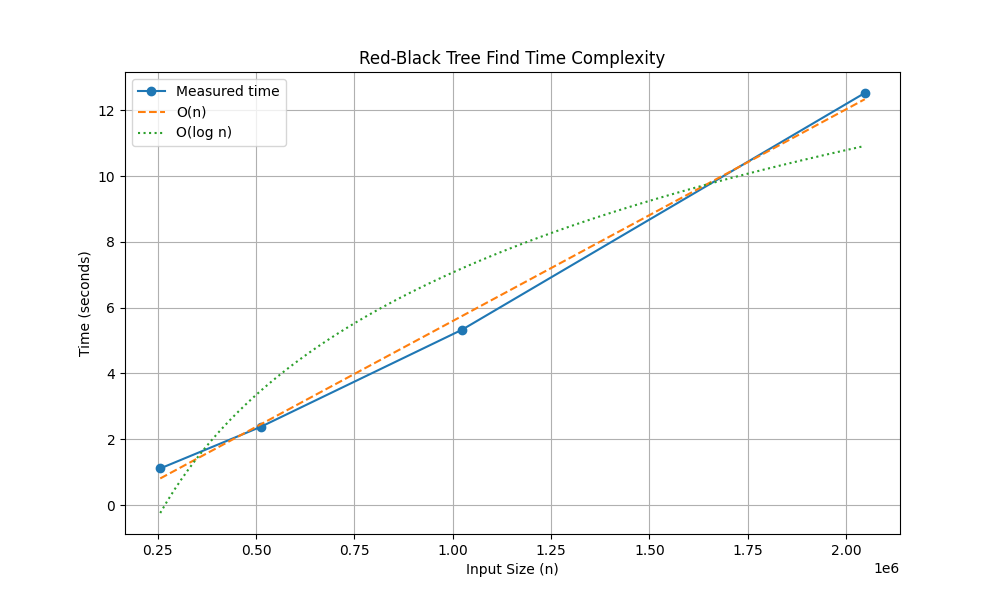 Red-Black Tree Find Time Complexity
Measured time
O(n)
O(log n)
Time (seconds)
12
10
8
6
4
2
0
0.25 0.50 0.75 1.00 1.25 1.50 1.75 2.00
1e6
Input Size (n)